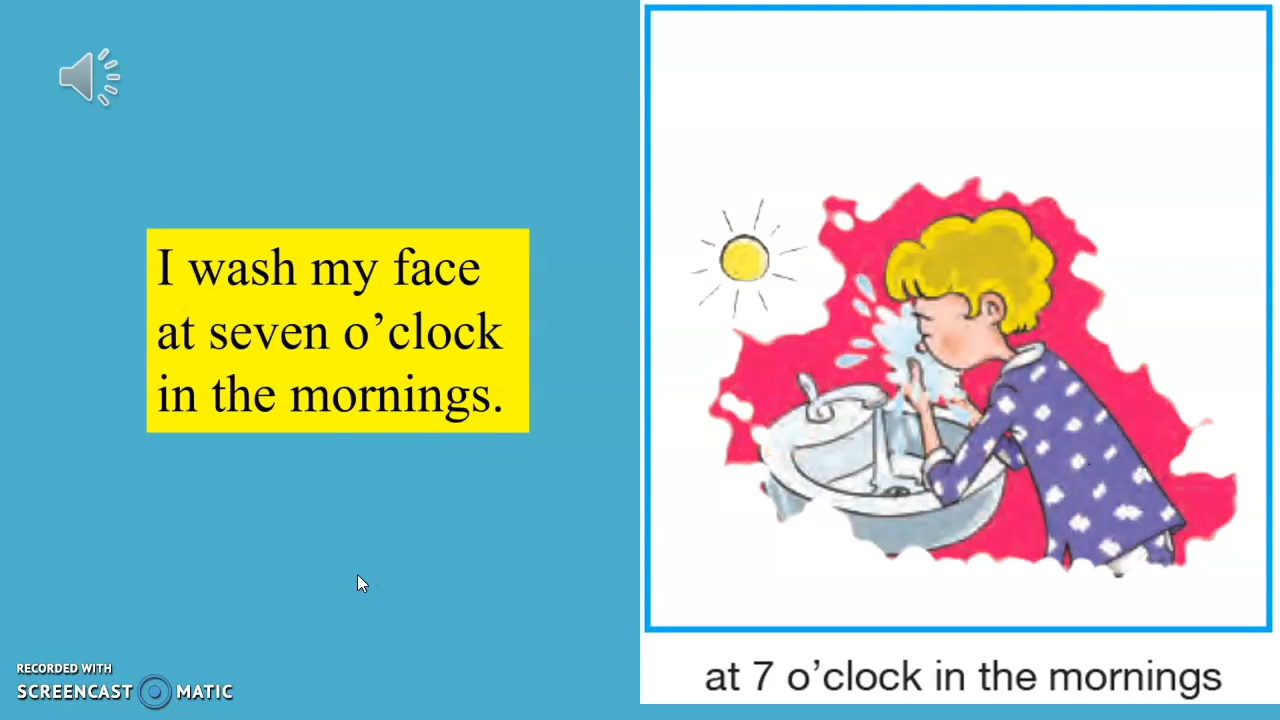 I wash my face
at seven o’clock
in the mornings.
at 7 o’clock in the mornings
RECORDED WITH
SCREENCAST MATIC